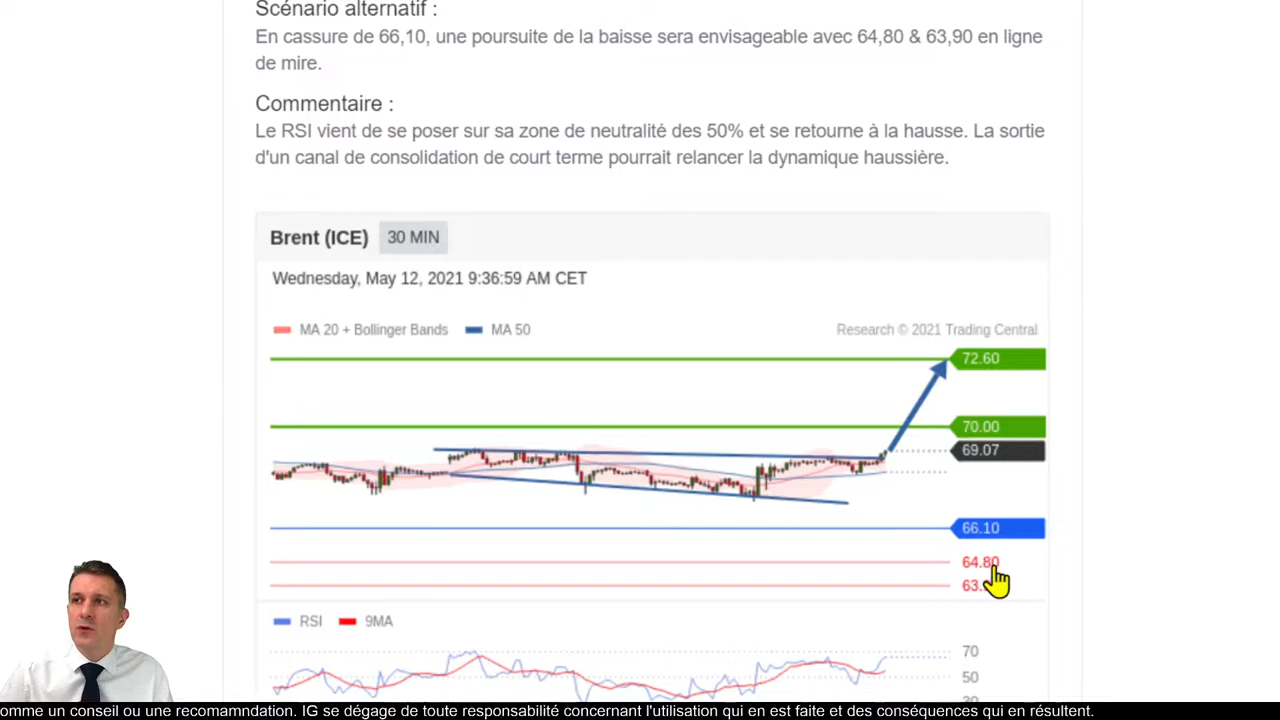 Scénario alternatif :
En cassure de 66,10, une poursuite de la baisse sera envisageable avec 64,80 & 63,90 en ligne
de mire.
Commentaire :
Le RSI vient de se poser sur sa zone de neutralité des 50% et se retourne à la hausse. La sortie
d'un canal de consolidation de court terme pourrait relancer la dynamique haussière.
Brent (ICE) 30 MIN
Wednesday, May 12, 2021 9:36:59 AM CET
MA 20 + Bollinger Bands MA 50 Research © 2021 Trading Central
72.60
70.00
69.07
66.10
64.80
63.
RSI 9MA
70
50
omme un conseil ou une recomamndation. IG se dégage de toute responsabilité concernant l'utilisation qui en est faite et des conséquences qui en résultent.